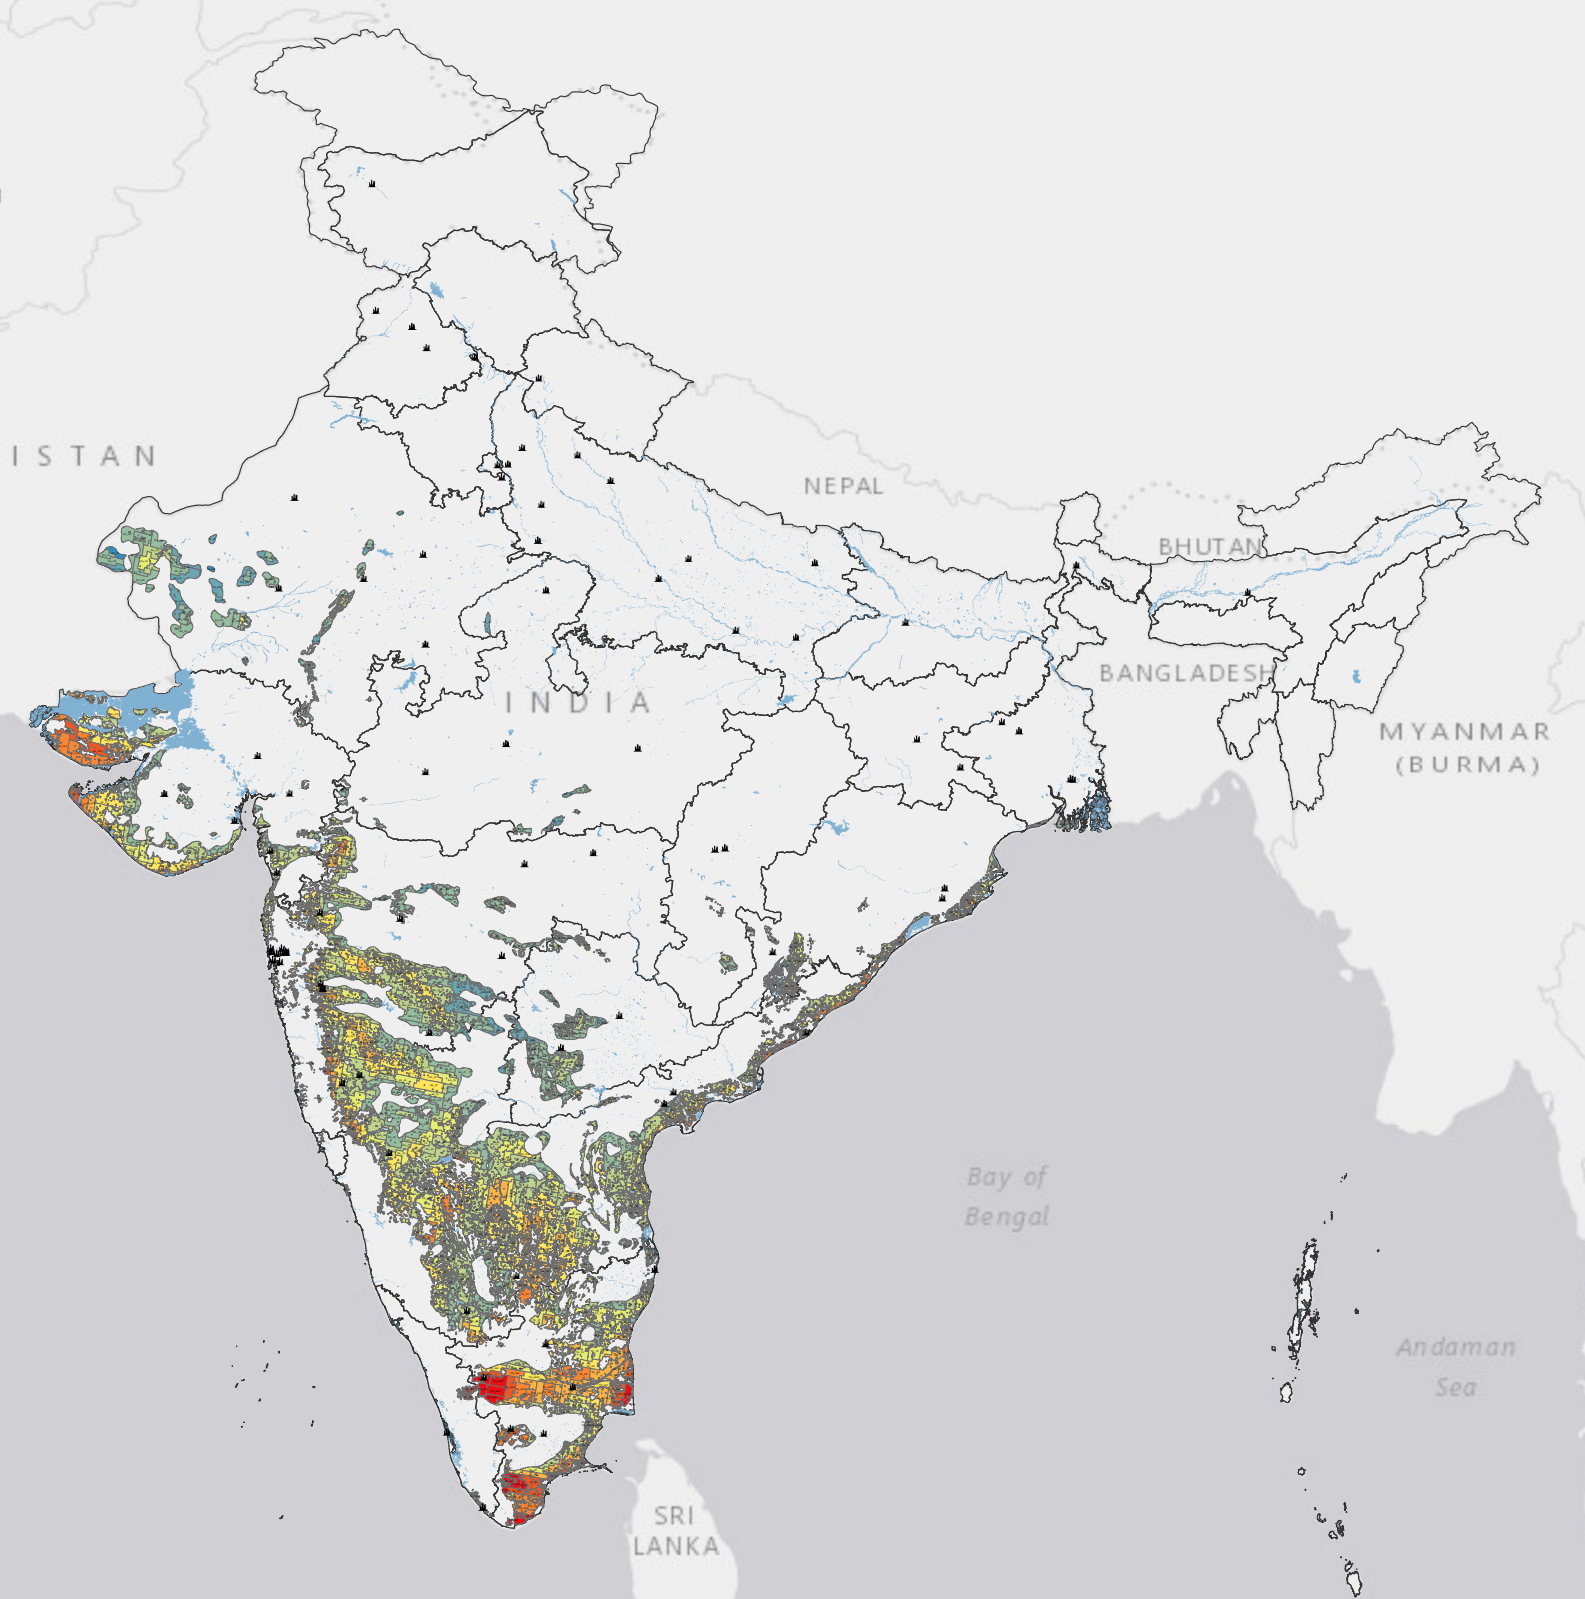 ISTAN
NEPAL
BHUTAN
BANGLADESH
INDIA
MYANMAR
(BURMA)
Bay of
Bengal
Andaman
Sea
SRI
LANKA